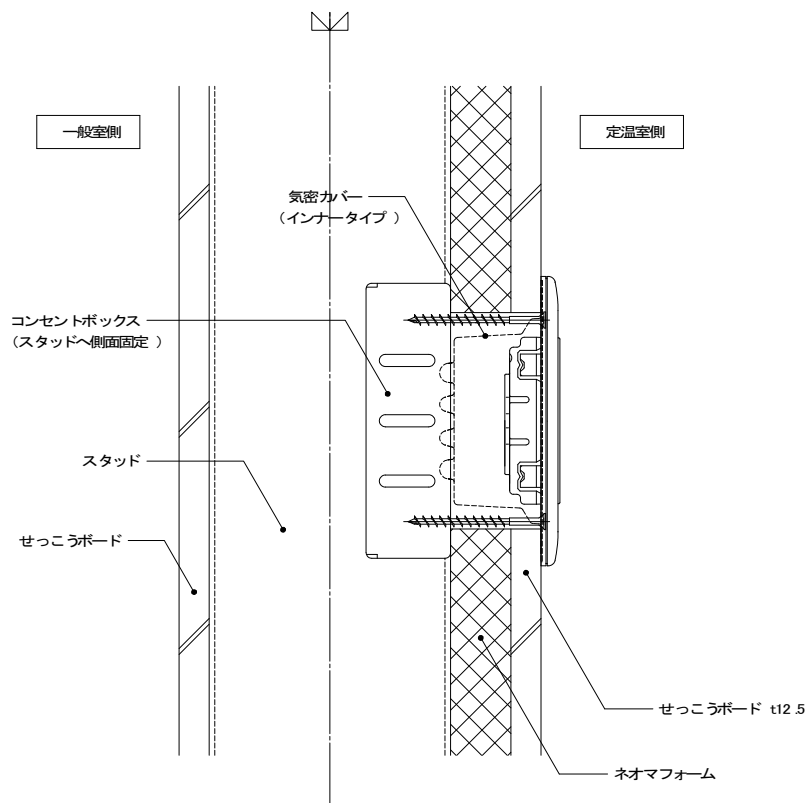 一般室側
定温室側
気密カバー
（インナータイプ）
コンセントボックス
（スタッドへ側面固定）
スタッド
せっこうボード
せっこうボード t12.5
ネオマフォーム